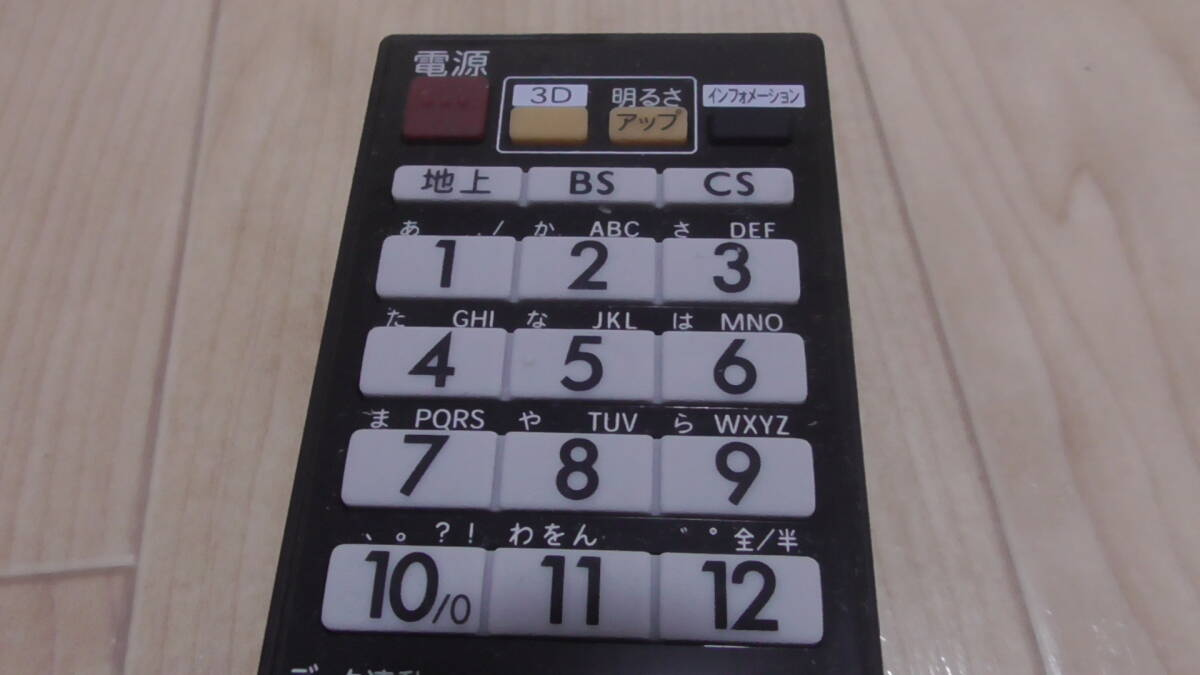 電源
3D 明るさ インフォメーション
アップ
地上 BS CS
あ ./ か ABC さ DEF
1 2 3
た GHI な JKL は MNO
4 5 6
ま PQRS や TUV ら WXYZ
7 8 9
、。?! わをん ゛゜全/半
10/0 11 12